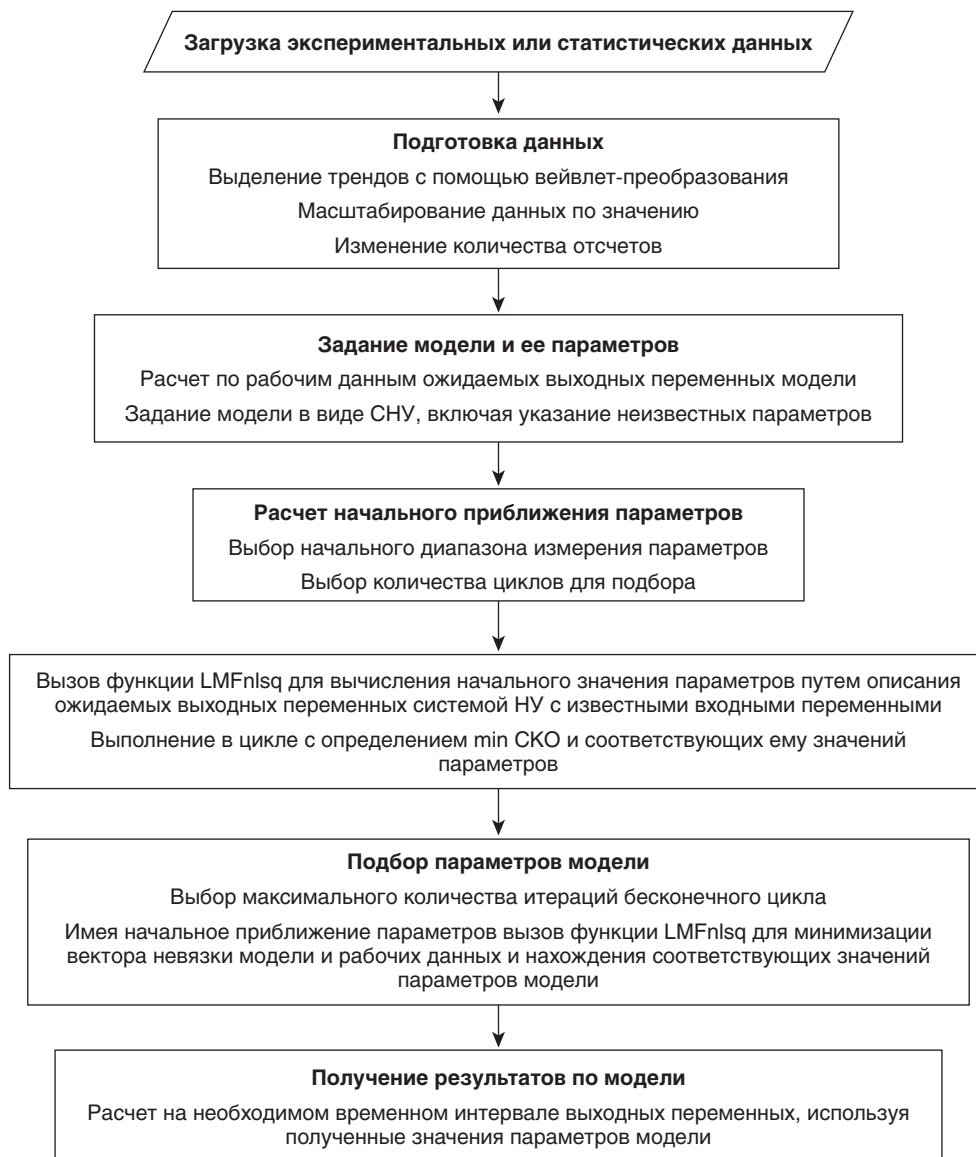 Загрузка экспериментальных или статистических данных
Подготовка данных
Выделение трендов с помощью вейвлет-преобразования
Масштабирование данных по значению
Изменение количества отсчетов
Задание модели и ее параметров
Расчет по рабочим данным ожидаемых выходных переменных модели
Задание модели в виде СНУ, включая указание неизвестных параметров
Расчет начального приближения параметров
Выбор начального диапазона измерения параметров
Выбор количества циклов для подбора
Вызов функции LMFnlsq для вычисления начального значения параметров путем описания
ожидаемых выходных переменных системой НУ с известными входными переменными
Выполнение в цикле с определением min СКО и соответствующих ему значений
параметров
Подбор параметров модели
Выбор максимального количества итераций бесконечного цикла
Имея начальное приближение параметров вызов функции LMFnlsq для минимизации
вектора невязки модели и рабочих данных и нахождения соответствующих значений
параметров модели
Получение результатов по модели
Расчет на необходимом временном интервале выходных переменных, используя
полученные значения параметров модели